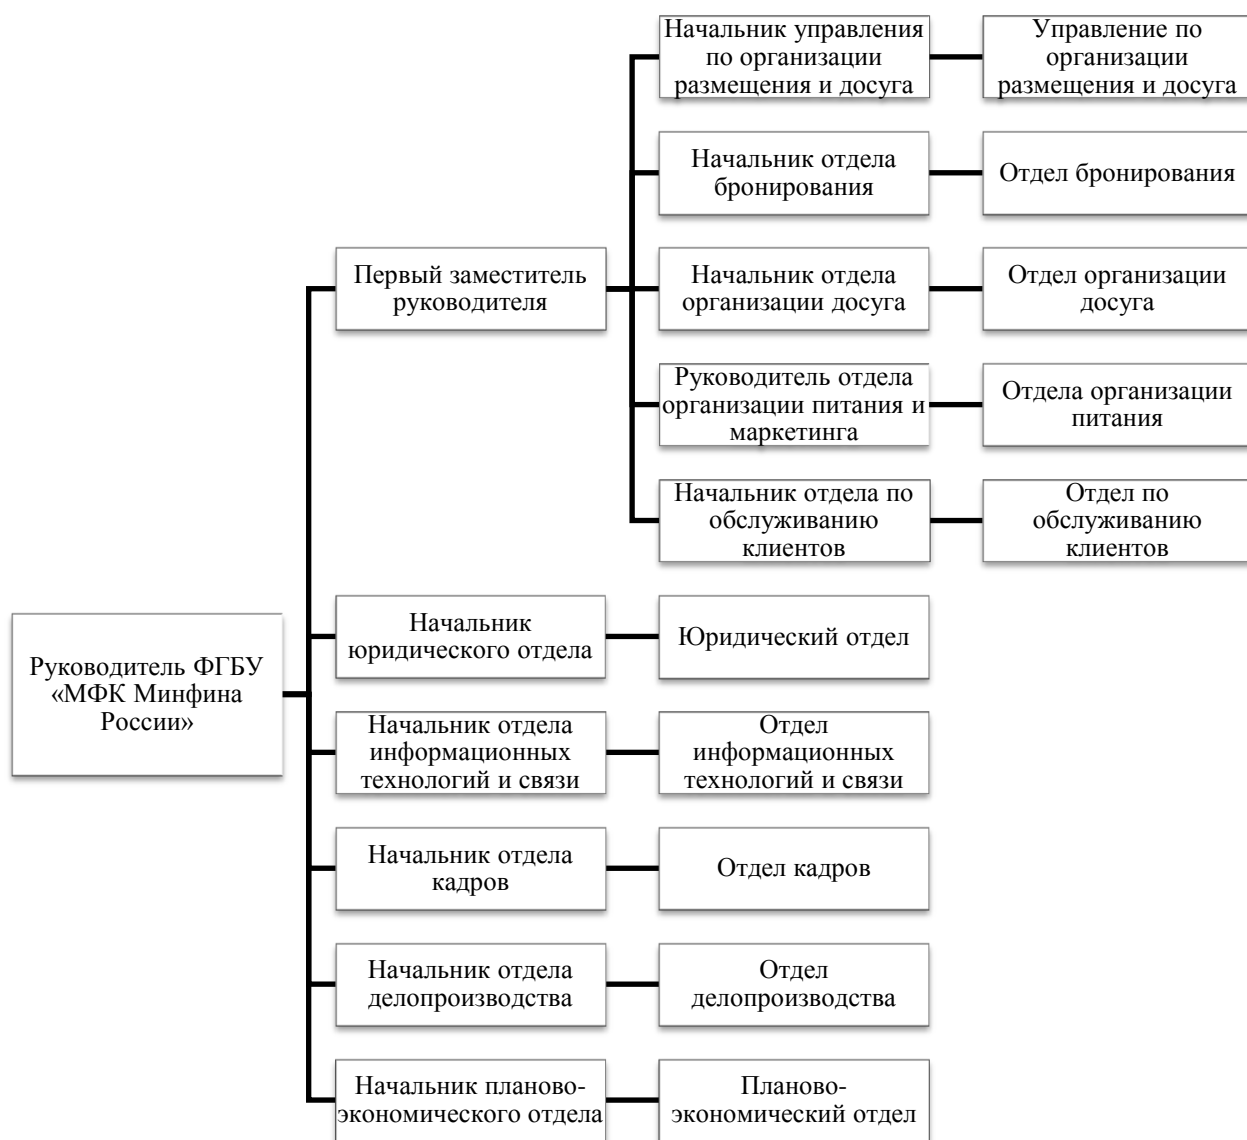 Начальник управления
по организации
размещения и досуга
Управление по
организации
размещения и досуга
Начальник отдела
бронирования
Отдел бронирования
Первый заместитель
руководителя
Начальник отдела
организации досуга
Отдел организации
досуга
Руководитель отдела
организации питания и
маркетинга
Отдела организации
питания
Начальник отдела по
обслуживанию
клиентов
Отдел по
обслуживанию
клиентов
Руководитель ФГБУ
«МФК Минфина
России»
Начальник
юридического отдела
Юридический отдел
Начальник отдела
информационных
технологий и связи
Отдел
информационных
технологий и связи
Начальник отдела
кадров
Отдел кадров
Начальник отдела
делопроизводства
Отдел
делопроизводства
Начальник планово-
экономического отдела
Планово-
экономический отдел